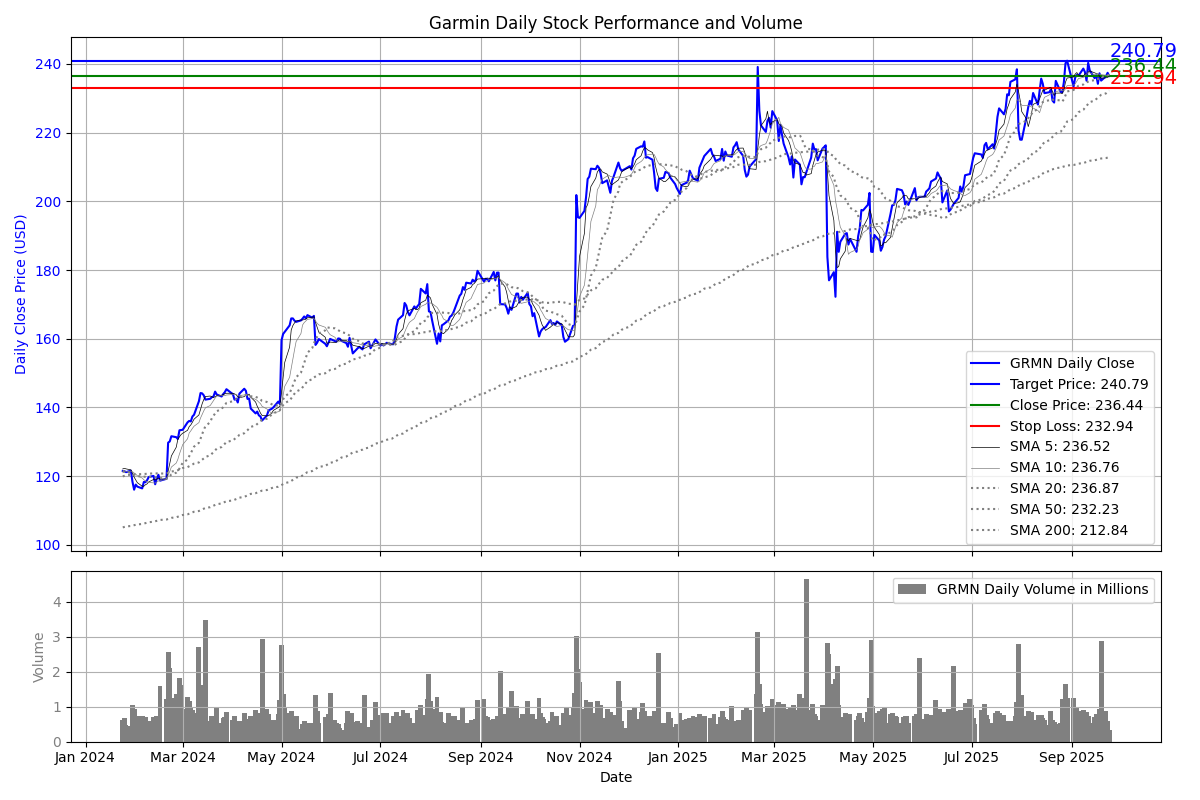 Garmin Daily Stock Performance and Volume
Daily Close Price (USD)
240
220
200
180
160
140
120
100
240.79
236.44
232.94
GRMN Daily Close
Target Price: 240.79
Close Price: 236.44
Stop Loss: 232.94
SMA 5: 236.52
SMA 10: 236.76
SMA 20: 236.87
SMA 50: 232.23
SMA 200: 212.84
Volume
4
3
2
1
0
GRMN Daily Volume in Millions
Jan 2024 Mar 2024 May 2024 Jul 2024 Sep 2024 Nov 2024 Jan 2025 Mar 2025 May 2025 Jul 2025 Sep 2025
Date